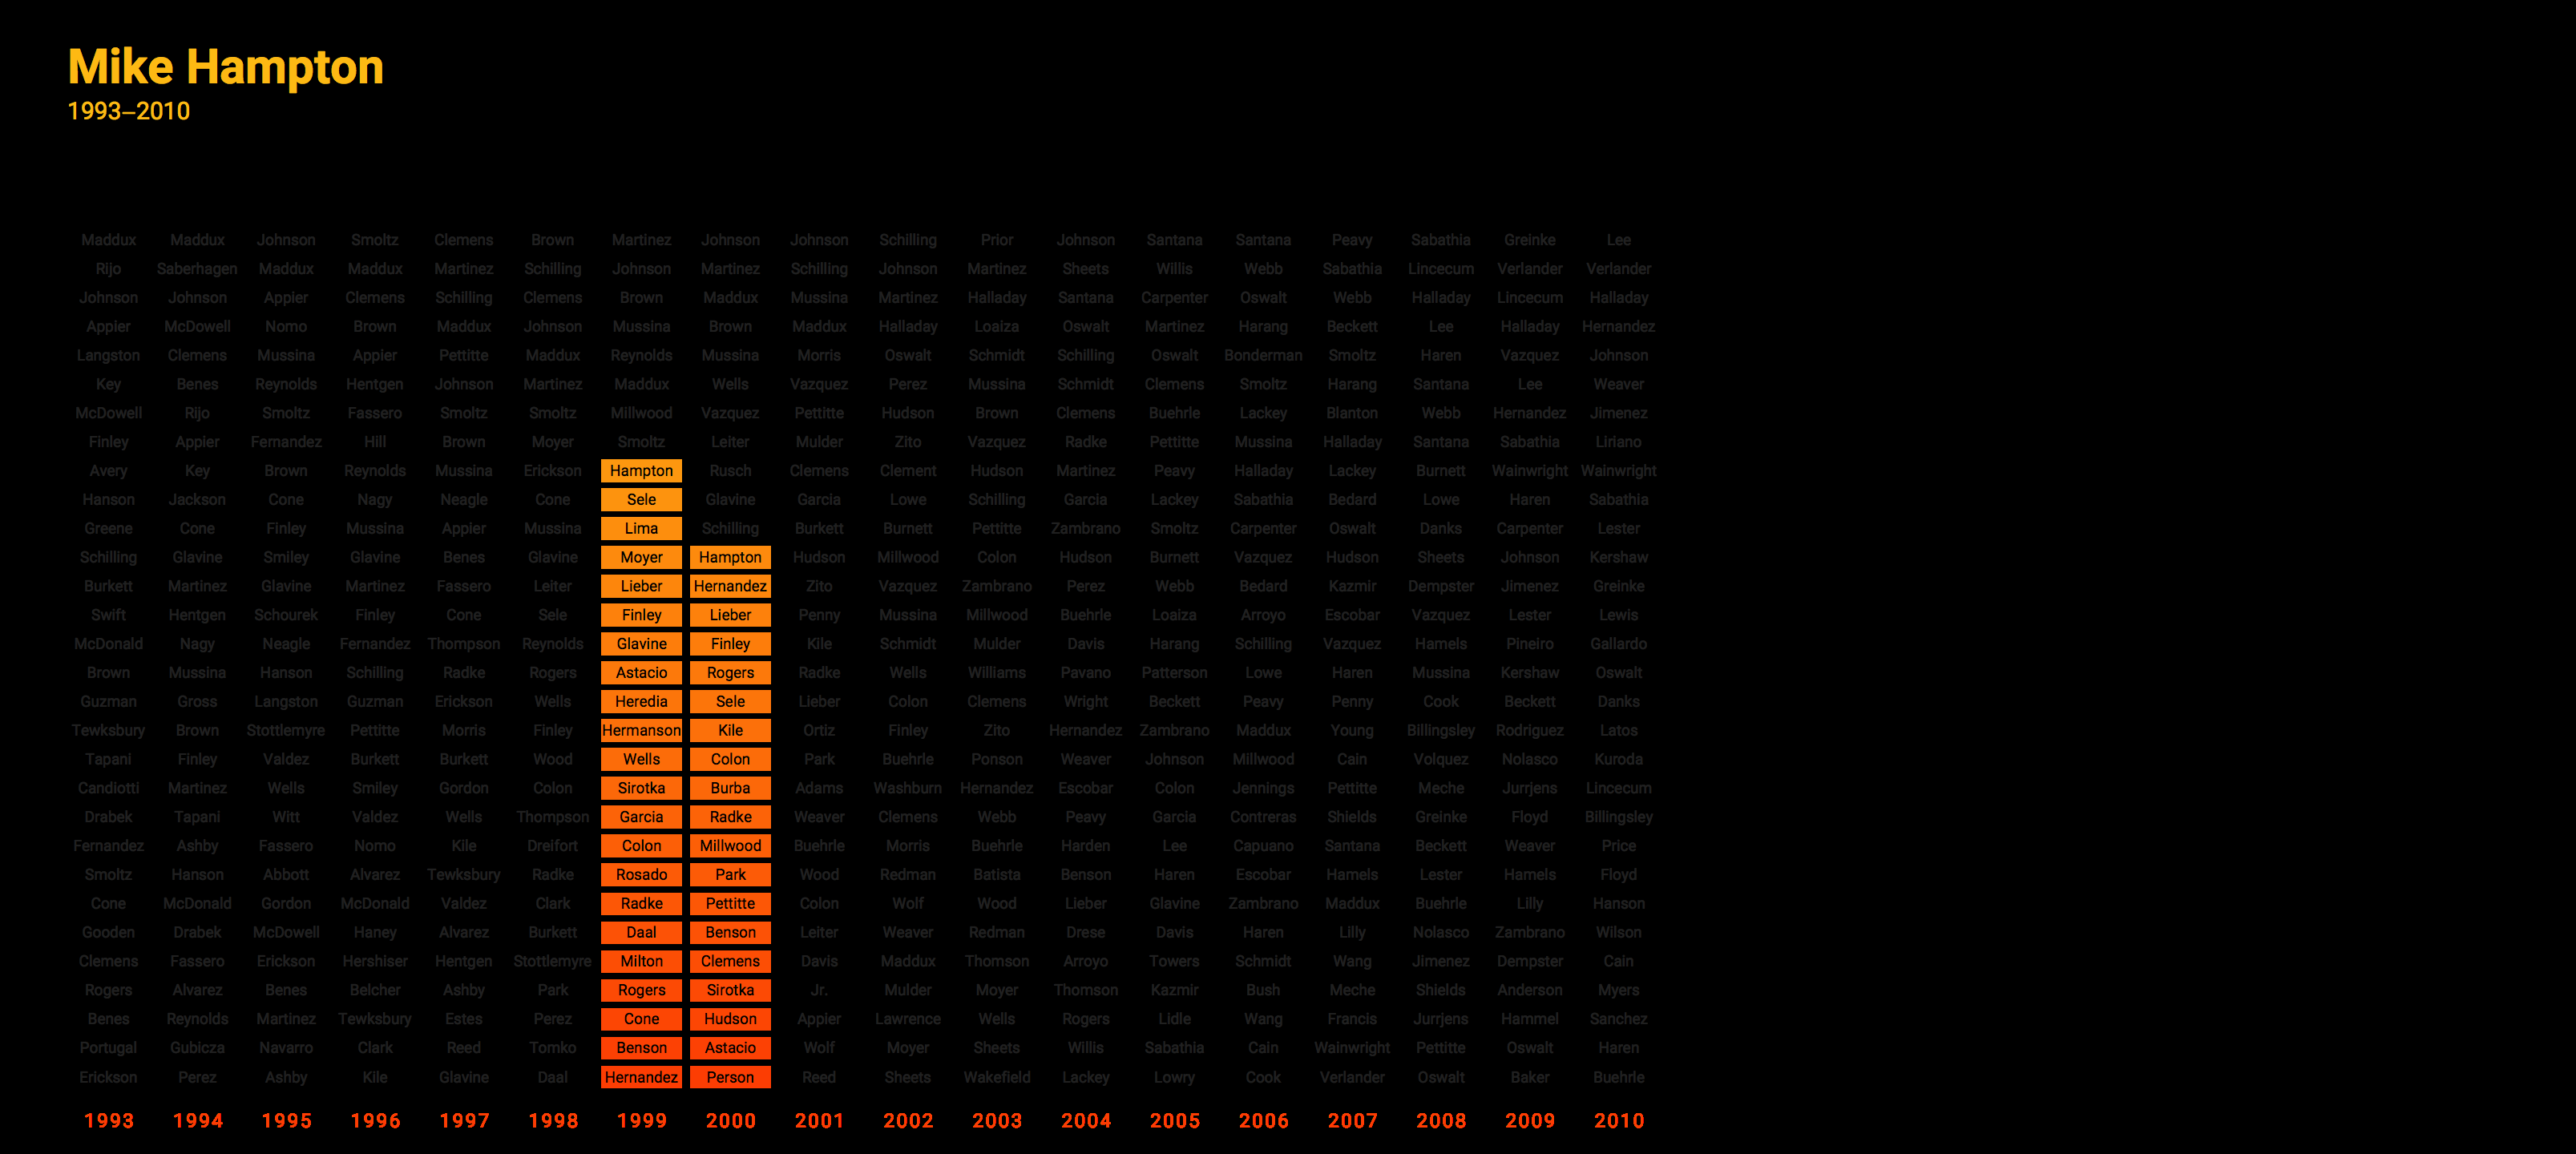 Mike Hampton
1993–2010
Maddux Maddux Johnson Smoltz Clemens Brown Martinez Johnson Johnson Schilling Prior Johnson Santana Santana Peavy Sabathia Greinke Lee
Rijo Saberhagen Maddux Maddux Martinez Schilling Johnson Martinez Schilling Johnson Martinez Sheets Willis Webb Sabathia Lincecum Verlander Verlander
Johnson Johnson Appier Clemens Schilling Clemens Brown Maddux Mussina Martinez Halladay Santana Carpenter Oswalt Webb Halladay Lincecum Halladay
Appier McDowell Nomo Brown Maddux Johnson Mussina Brown Maddux Halladay Loaiza Oswalt Martinez Harang Beckett Lee Halladay Hernandez
Langston Clemens Mussina Appier Pettitte Maddux Reynolds Mussina Morris Oswalt Schmidt Schilling Oswalt Bonderman Smoltz Haren Vazquez Johnson
Key Benes Reynolds Hentgen Johnson Martinez Maddux Wells Vazquez Perez Mussina Schmidt Clemens Smoltz Harang Santana Lee Weaver
McDowell Rijo Smoltz Fassero Smoltz Smoltz Millwood Vazquez Pettitte Hudson Brown Clemens Buehrle Lackey Blanton Webb Hernandez Jimenez
Finley Appier Fernandez Hill Brown Moyer Smoltz Leiter Mulder Zito Vazquez Radke Pettitte Mussina Halladay Santana Sabathia Liriano
Avery Key Brown Reynolds Mussina Erickson Hampton Rusch Clemens Clement Hudson Martinez Peavy Halladay Lackey Burnett Wainwright Wainwright
Hanson Jackson Cone Nagy Neagle Cone Sele Glavine Garcia Lowe Schilling Garcia Lackey Sabathia Bedard Lowe Haren Sabathia
Greene Cone Finley Mussina Appier Mussina Lima Schilling Burkett Burnett Pettitte Zambrano Smoltz Carpenter Oswalt Danks Carpenter Lester
Schilling Glavine Smiley Glavine Benes Glavine Moyer Hampton Hudson Millwood Colon Hudson Burnett Vazquez Hudson Sheets Johnson Kershaw
Burkett Martinez Glavine Martinez Fassero Leiter Lieber Hernandez Zito Vazquez Zambrano Perez Webb Bedard Kazmir Dempster Jimenez Greinke
Swift Hentgen Schourek Finley Cone Sele Finley Lieber Penny Mussina Millwood Buehrle Loaiza Arroyo Escobar Vazquez Lester Lewis
McDonald Nagy Neagle Fernandez Thompson Reynolds Glavine Finley Kile Schmidt Mulder Davis Harang Schilling Vazquez Hamels Pineiro Gallardo
Brown Mussina Hanson Schilling Radke Rogers Astacio Rogers Radke Wells Williams Pavano Patterson Lowe Haren Mussina Kershaw Oswalt
Guzman Gross Langston Guzman Erickson Wells Heredia Sele Lieber Colon Clemens Wright Beckett Peavy Penny Cook Beckett Danks
Tewksbury Brown Stottlemyre Pettitte Morris Finley Hermanson Kile Ortiz Finley Zito Hernandez Zambrano Maddux Young Billingsley Rodriguez Latos
Tapani Finley Valdez Burkett Burkett Wood Wells Colon Park Buehrle Ponson Weaver Johnson Millwood Cain Volquez Nolasco Kuroda
Candiotti Martinez Wells Smiley Gordon Colon Sirotka Burba Adams Washburn Hernandez Escobar Colon Jennings Pettitte Meche Jurrjens Lincecum
Drabek Tapani Witt Valdez Wells Thompson Garcia Radke Weaver Clemens Webb Peavy Garcia Contreras Shields Greinke Floyd Billingsley
Fernandez Ashby Fassero Nomo Kile Dreifort Colon Millwood Buehrle Morris Buehrle Harden Lee Capuano Santana Beckett Weaver Price
Smoltz Hanson Abbott Alvarez Tewksbury Radke Rosado Park Wood Redman Batista Benson Haren Escobar Hamels Lester Hamels Floyd
Cone McDonald Gordon McDonald Valdez Clark Radke Pettitte Colon Wolf Wood Lieber Glavine Zambrano Maddux Buehrle Lilly Hanson
Gooden Drabek McDowell Haney Alvarez Burkett Daal Benson Leiter Weaver Redman Drese Davis Haren Lilly Nolasco Zambrano Wilson
Clemens Fassero Erickson Hershiser Hentgen Stottlemyre Milton Clemens Davis Maddux Thomson Arroyo Towers Schmidt Wang Jimenez Dempster Cain
Rogers Alvarez Benes Belcher Ashby Park Rogers Sirotka Jr. Mulder Moyer Thomson Kazmir Bush Meche Shields Anderson Myers
Benes Reynolds Martinez Tewksbury Estes Perez Cone Hudson Appier Lawrence Wells Rogers Lidle Wang Francis Jurrjens Hammel Sanchez
Portugal Gubicza Navarro Clark Reed Tomko Benson Astacio Wolf Moyer Sheets Willis Sabathia Cain Wainwright Pettitte Oswalt Haren
Erickson Perez Ashby Kile Glavine Daal Hernandez Person Reed Sheets Wakefield Lackey Lowry Cook Verlander Oswalt Baker Buehrle
1993 1994 1995 1996 1997 1998 1999 2000 2001 2002 2003 2004 2005 2006 2007 2008 2009 2010